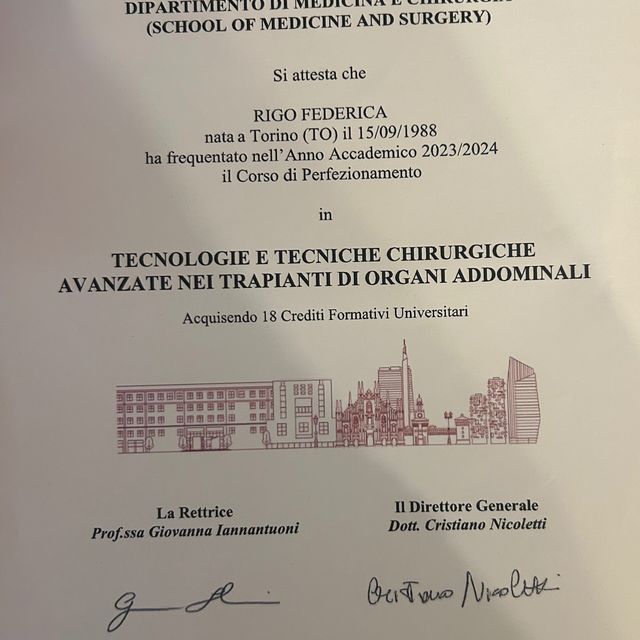 DIPARTIMENTO DI MEDICINA E CHIRURGIA
(SCHOOL OF MEDICINE AND SURGERY)
Si attesta che
RIGO FEDERICA
nata a Torino (TO) il 15/09/1988
ha frequentato nell'Anno Accademico 2023/2024
il Corso di Perfezionamento
in
TECNOLOGIE E TECNICHE CHIRURGICHE
AVANZATE NEI TRAPIANTI DI ORGANI ADDOMINALI
Acquisendo 18 Crediti Formativi Universitari
La Rettrice
Prof.ssa Giovanna Iannantuoni
Il Direttore Generale
Dott. Cristiano Nicoletti
Cristiano Nicoletti